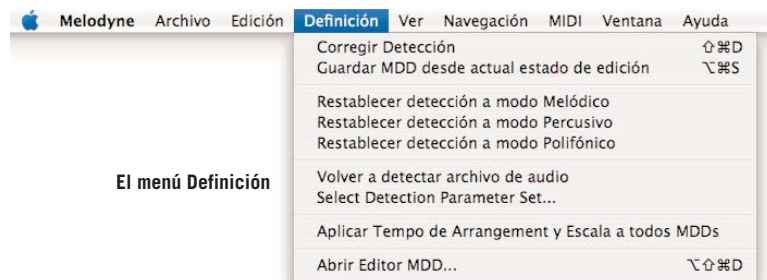 Melodyne Archivo Edición Definición Ver Navegación MIDI Ventana Ayuda
Corregir Detección ⇧⌘D
Guardar MDD desde actual estado de edición ⌥⌘S
Restablecer detección a modo Melódico
Restablecer detección a modo Percusivo
Restablecer detección a modo Polifónico
El menú Definición
Volver a detectar archivo de audio
Select Detection Parameter Set...
Aplicar Tempo de Arrangement y Escala a todos MDDs
Abrir Editor MDD... ⌥⇧⌘D